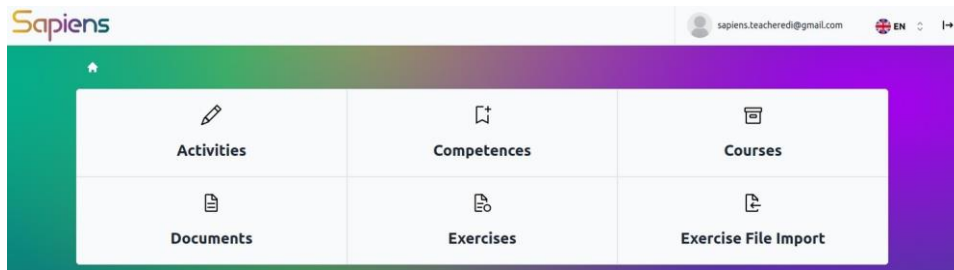 Sapiens
sapiens.teacheredi@gmail.com
EN
Activities
Competences
Courses
Documents
Exercises
Exercise File Import